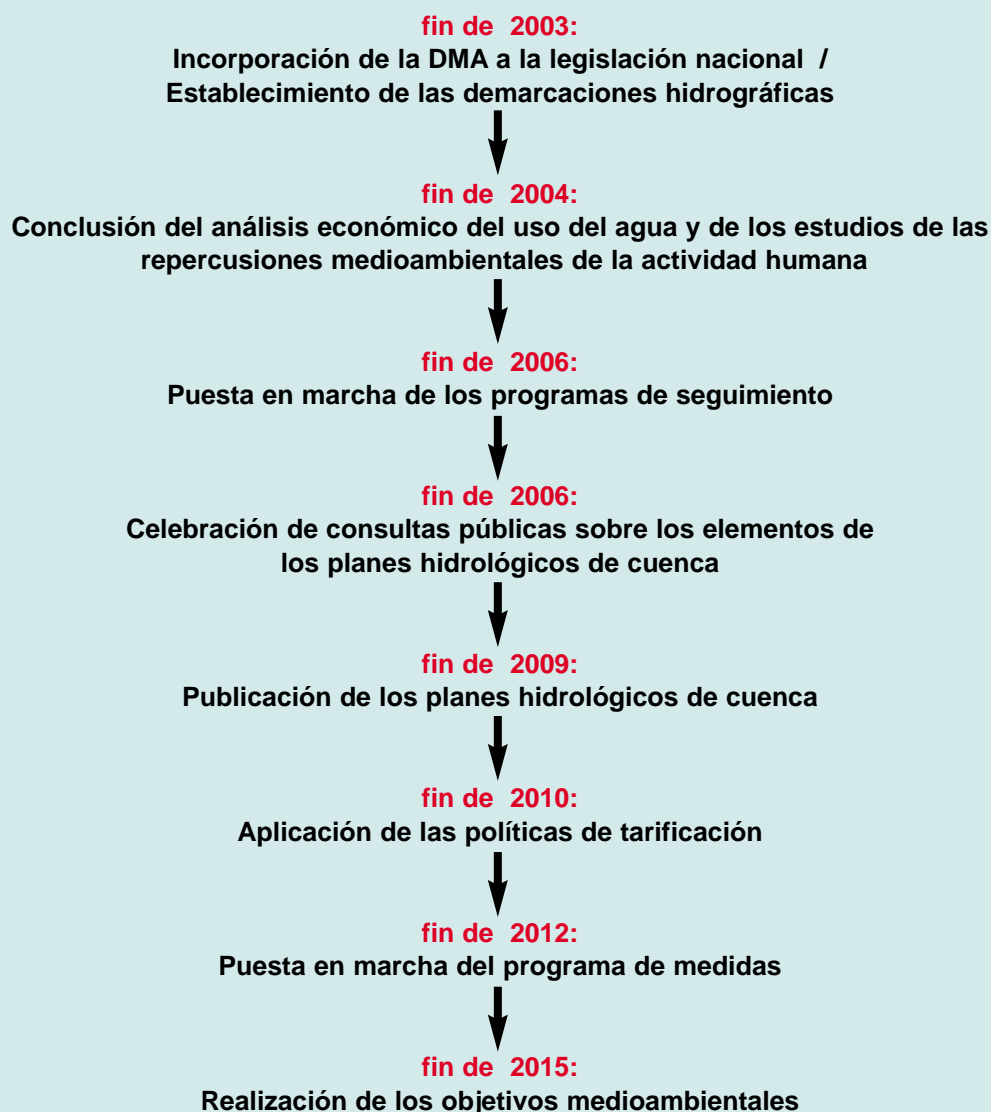 fin de 2003:
Incorporación de la DMA a la legislación nacional /
Establecimiento de las demarcaciones hidrográficas
fin de 2004:
Conclusión del análisis económico del uso del agua y de los estudios de las
repercusiones medioambientales de la actividad humana
fin de 2006:
Puesta en marcha de los programas de seguimiento
fin de 2006:
Celebración de consultas públicas sobre los elementos de
los planes hidrológicos de cuenca
fin de 2009:
Publicación de los planes hidrológicos de cuenca
fin de 2010:
Aplicación de las políticas de tarificación
fin de 2012:
Puesta en marcha del programa de medidas
fin de 2015:
Realización de los objetivos medioambientales